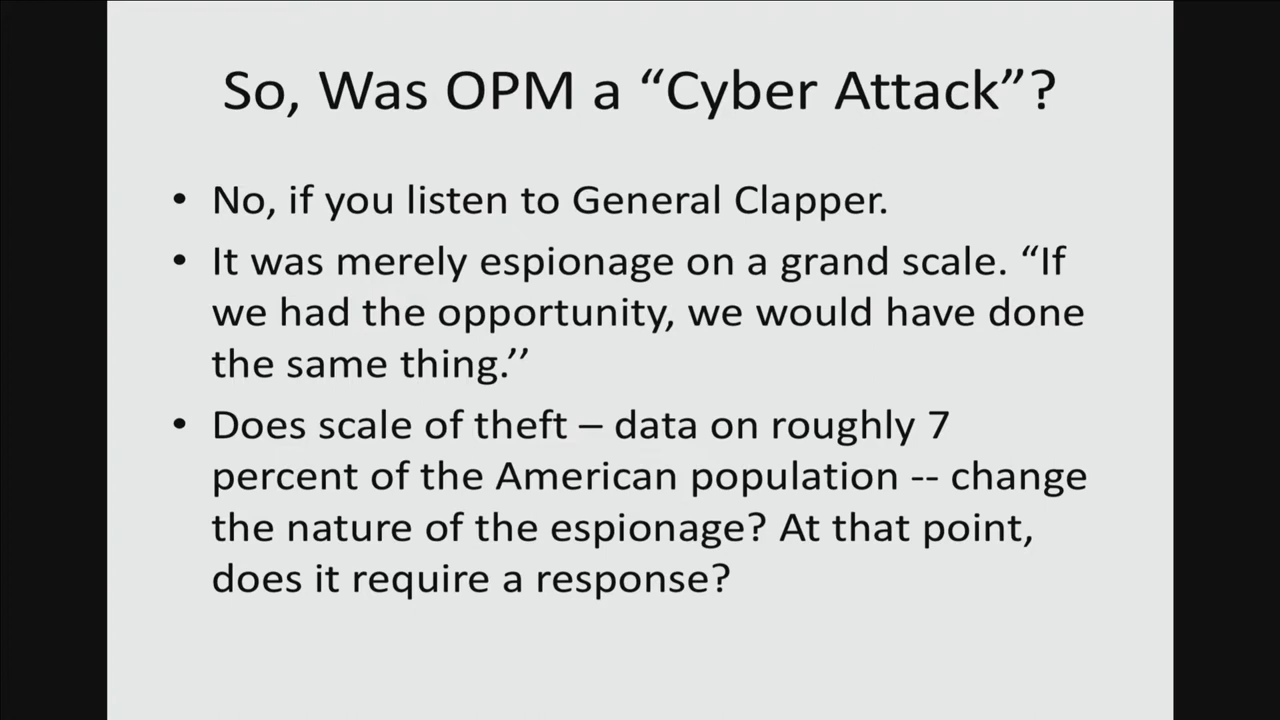 So, Was OPM a “Cyber Attack”?
• No, if you listen to General Clapper.
• It was merely espionage on a grand scale. “If
we had the opportunity, we would have done
the same thing.’’
• Does scale of theft – data on roughly 7
percent of the American population -- change
the nature of the espionage? At that point,
does it require a response?